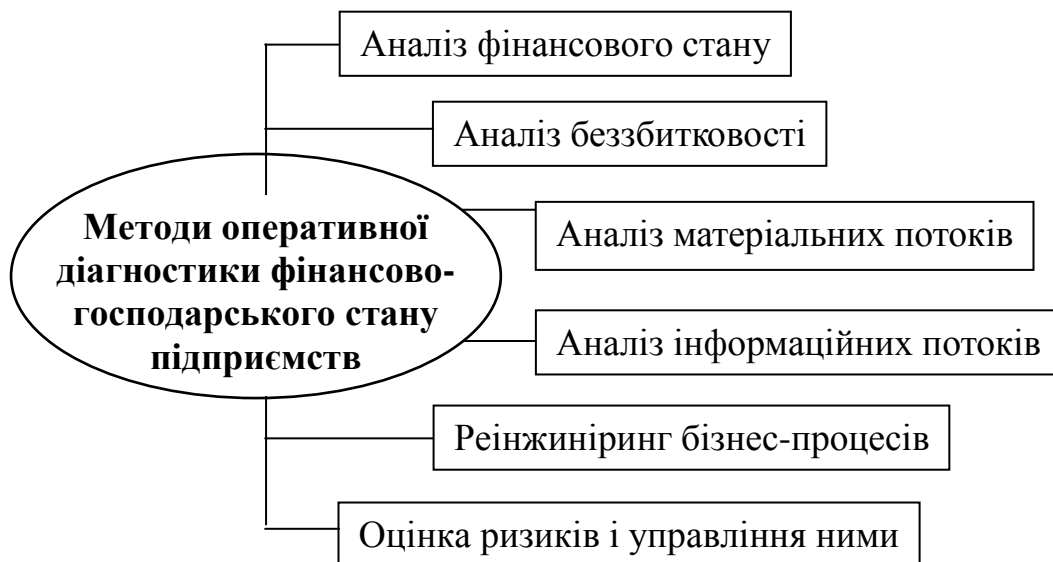 Аналіз фінансового стану
Аналіз беззбитковості
Методи оперативної
діагностики фінансово-
господарського стану
підприємств
Аналіз матеріальних потоків
Аналіз інформаційних потоків
Реінжиніринг бізнес-процесів
Оцінка ризиків і управління ними